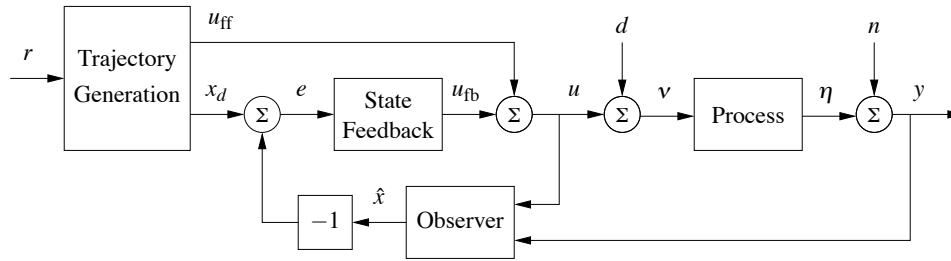 r
Trajectory
Generation
u_ff
x_d
Σ
e
State
Feedback
u_fb
Σ
u
d
Σ
ν
Process
η
n
Σ
y
−1
x̂
Observer